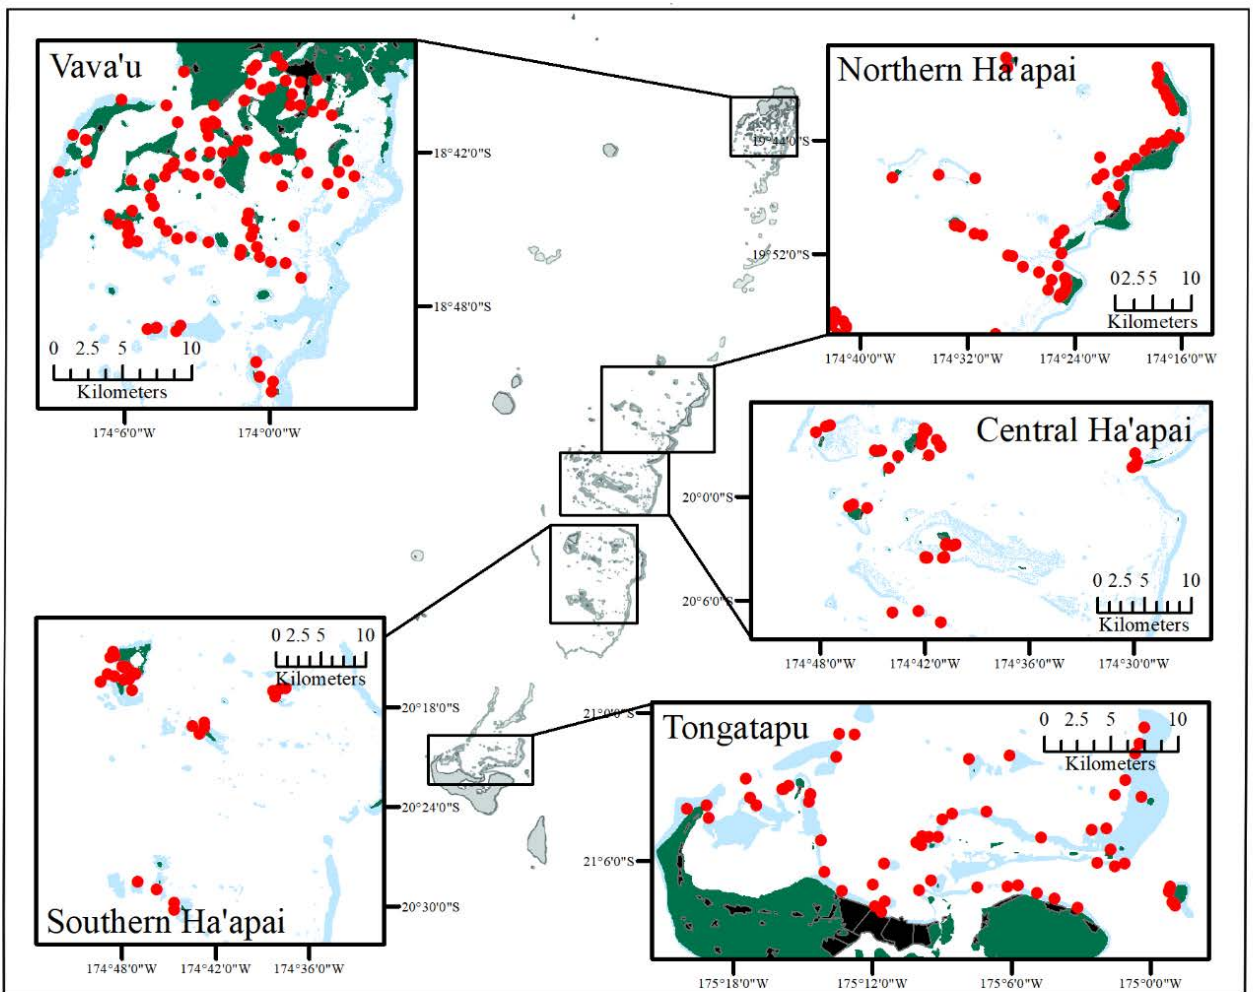 Vava'u
18°42'0"S
18°48'0"S
0 2.5 5 10
Kilometers
174°6'0"W 174°0'0"W
Northern Ha'apai
19°44'0"S
19°52'0"S
02.55 10
Kilometers
174°40'0"W 174°32'0"W 174°24'0"W 174°16'0"W
Central Ha'apai
20°0'0"S
20°6'0"S
0 2.5 5 10
Kilometers
174°48'0"W 174°42'0"W 174°36'0"W 174°30'0"W
0 2.5 5 10
Kilometers
20°18'0"S
20°24'0"S
20°30'0"S
Southern Ha'apai
174°48'0"W 174°42'0"W 174°36'0"W
21°0'0"S
Tongatapu
0 2.5 5 10
Kilometers
21°6'0"S
175°18'0"W 175°12'0"W 175°6'0"W 175°0'0"W